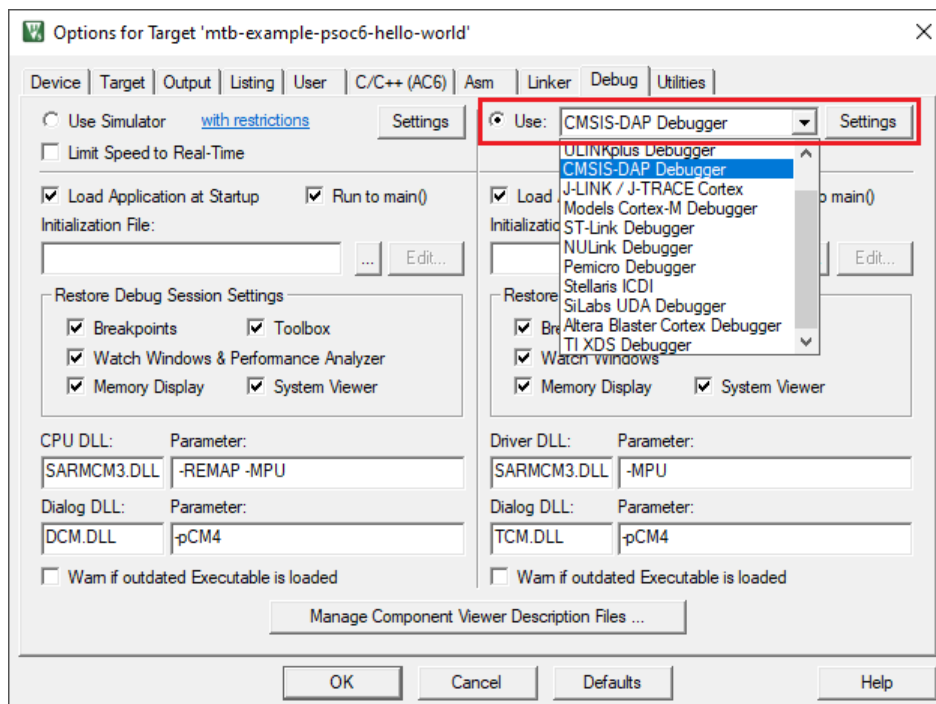 Options for Target 'mtb-example-psoc6-hello-world'
Device Target Output Listing User C/C++ (AC6) Asm Linker Debug Utilities
Use Simulator with restrictions Settings
Limit Speed to Real-Time
Load Application at Startup Run to main()
Initialization File:
... Edit...
Restore Debug Session Settings
Breakpoints Toolbox
Watch Windows & Performance Analyzer
Memory Display System Viewer
CPU DLL: Parameter:
SARMCM3.DLL -REMAP -MPU
Dialog DLL: Parameter:
DCM.DLL -pCM4
Warn if outdated Executable is loaded
Use: CMSIS-DAP Debugger Settings
ULINKplus Debugger
CMSIS-DAP Debugger
J-LINK / J-TRACE Cortex
Models Cortex-M Debugger
ST-Link Debugger
NULink Debugger
Pemicro Debugger
Stellaris ICDI
SiLabs UDA Debugger
Altera Blaster Cortex Debugger
TI XDS Debugger
Load main()
Edit...
Watch Windows
Memory Display System Viewer
Driver DLL: Parameter:
SARMCM3.DLL -MPU
Dialog DLL: Parameter:
TCM.DLL -pCM4
Warn if outdated Executable is loaded
Manage Component Viewer Description Files ...
OK Cancel Defaults Help